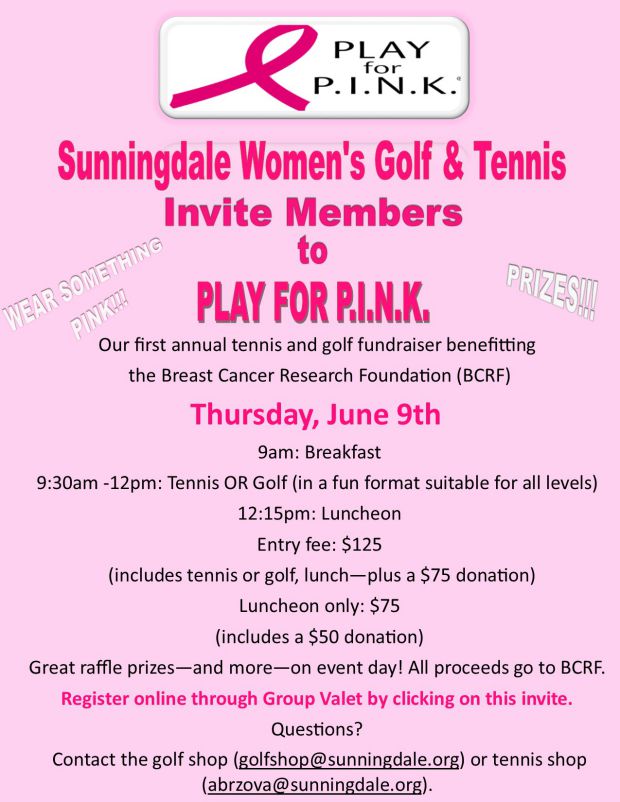 PLAY
for
P.I.N.K.
Sunningdale Women's Golf & Tennis
Invite Members
to
WEAR SOMETHING
PINK!!!
PRIZES!!!
PLAY FOR P.I.N.K.
Our first annual tennis and golf fundraiser benefitting
the Breast Cancer Research Foundation (BCRF)
Thursday, June 9th
9am: Breakfast
9:30am -12pm: Tennis OR Golf (in a fun format suitable for all levels)
12:15pm: Luncheon
Entry fee: $125
(includes tennis or golf, lunch—plus a $75 donation)
Luncheon only: $75
(includes a $50 donation)
Great raffle prizes—and more—on event day! All proceeds go to BCRF.
Register online through Group Valet by clicking on this invite.
Questions?
Contact the golf shop (golfshop@sunningdale.org) or tennis shop
(abrzova@sunningdale.org).